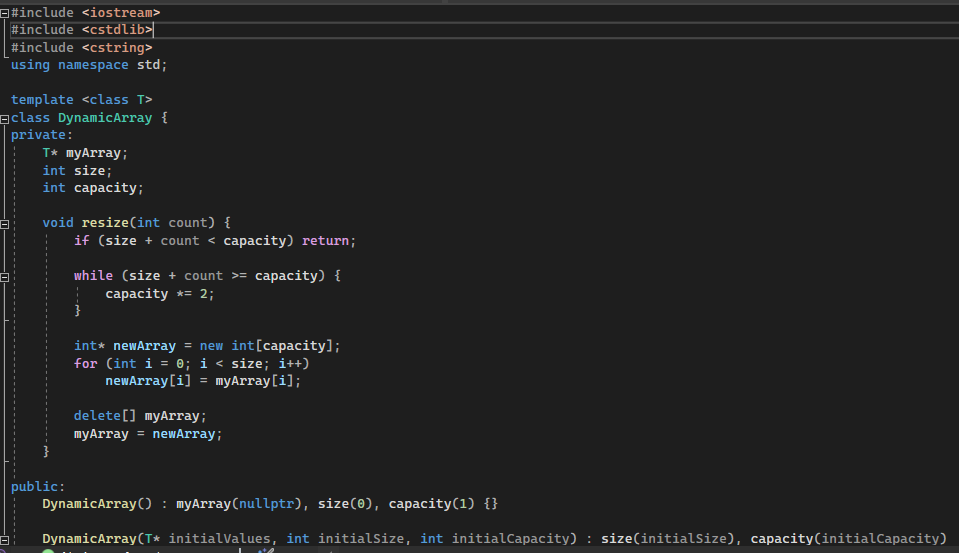 #include <iostream>
#include <cstdlib>
#include <cstring>
using namespace std;
template <class T>
class DynamicArray {
private:
T* myArray;
int size;
int capacity;
void resize(int count) {
if (size + count < capacity) return;
while (size + count >= capacity) {
capacity *= 2;
}
int* newArray = new int[capacity];
for (int i = 0; i < size; i++)
newArray[i] = myArray[i];
delete[] myArray;
myArray = newArray;
}
public:
DynamicArray() : myArray(nullptr), size(0), capacity(1) {}
DynamicArray(T* initialValues, int initialSize, int initialCapacity) : size(initialSize), capacity(initialCapacity)